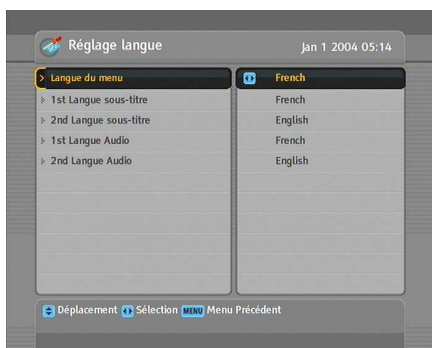 Réglage langue Jan 1 2004 05:14
Langue du menu French
1st Langue sous-titre French
2nd Langue sous-titre English
1st Langue Audio French
2nd Langue Audio English
Déplacement Sélection MENU Menu Précédent